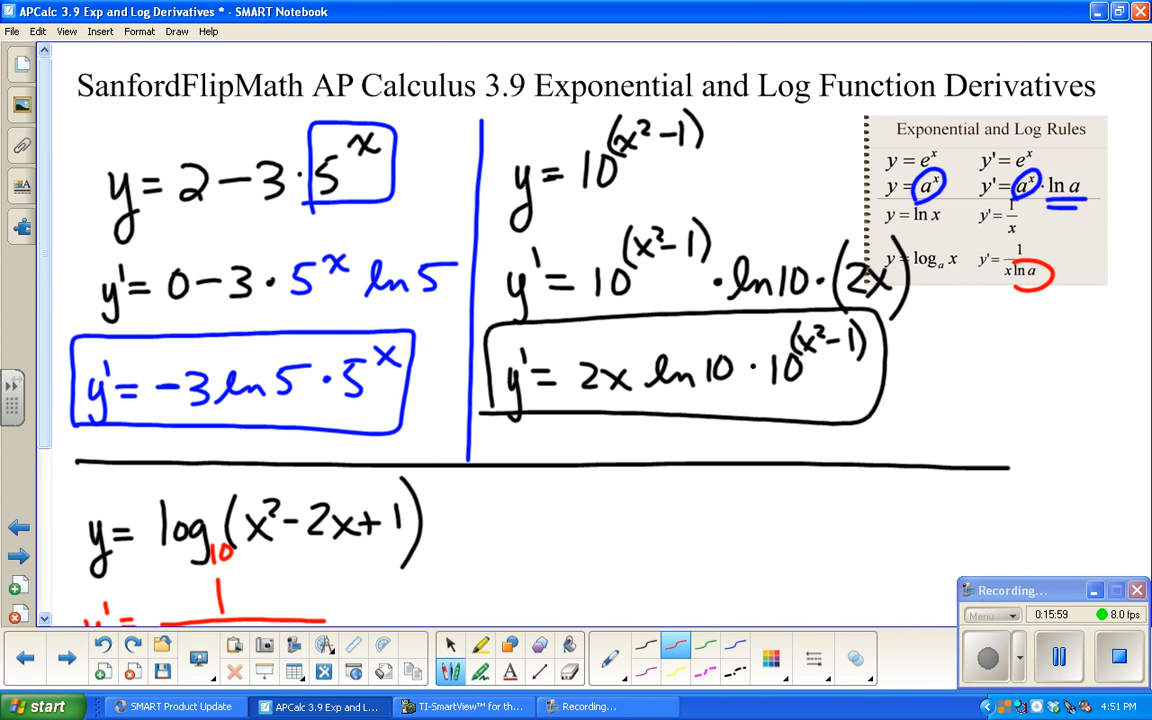 APCalc 3.9 Exp and Log Derivatives * - SMART Notebook
File Edit View Insert Format Draw Help
SanfordFlipMath AP Calculus 3.9 Exponential and Log Function Derivatives
y = 2 - 3 · 5^x
y' = 0 - 3 · 5^x ln 5
y' = -3 ln 5 · 5^x
y = 10^(x²-1)
y' = 10^(x²-1) · ln 10 · (2x)
y' = 2x ln 10 · 10^(x²-1)
Exponential and Log Rules
y = e^x y' = e^x
y = a^x y' = a^x · ln a
y = ln x y' = 1/x
y = log_a x y' = 1/(x ln a)
y = log_10 (x² - 2x + 1)
y' = 1
Recording...
Menu 0:15:59 8.0 fps
start SMART Product Update APCalc 3.9 Exp and L... TI-SmartView™ for th... Recording... 4:51 PM